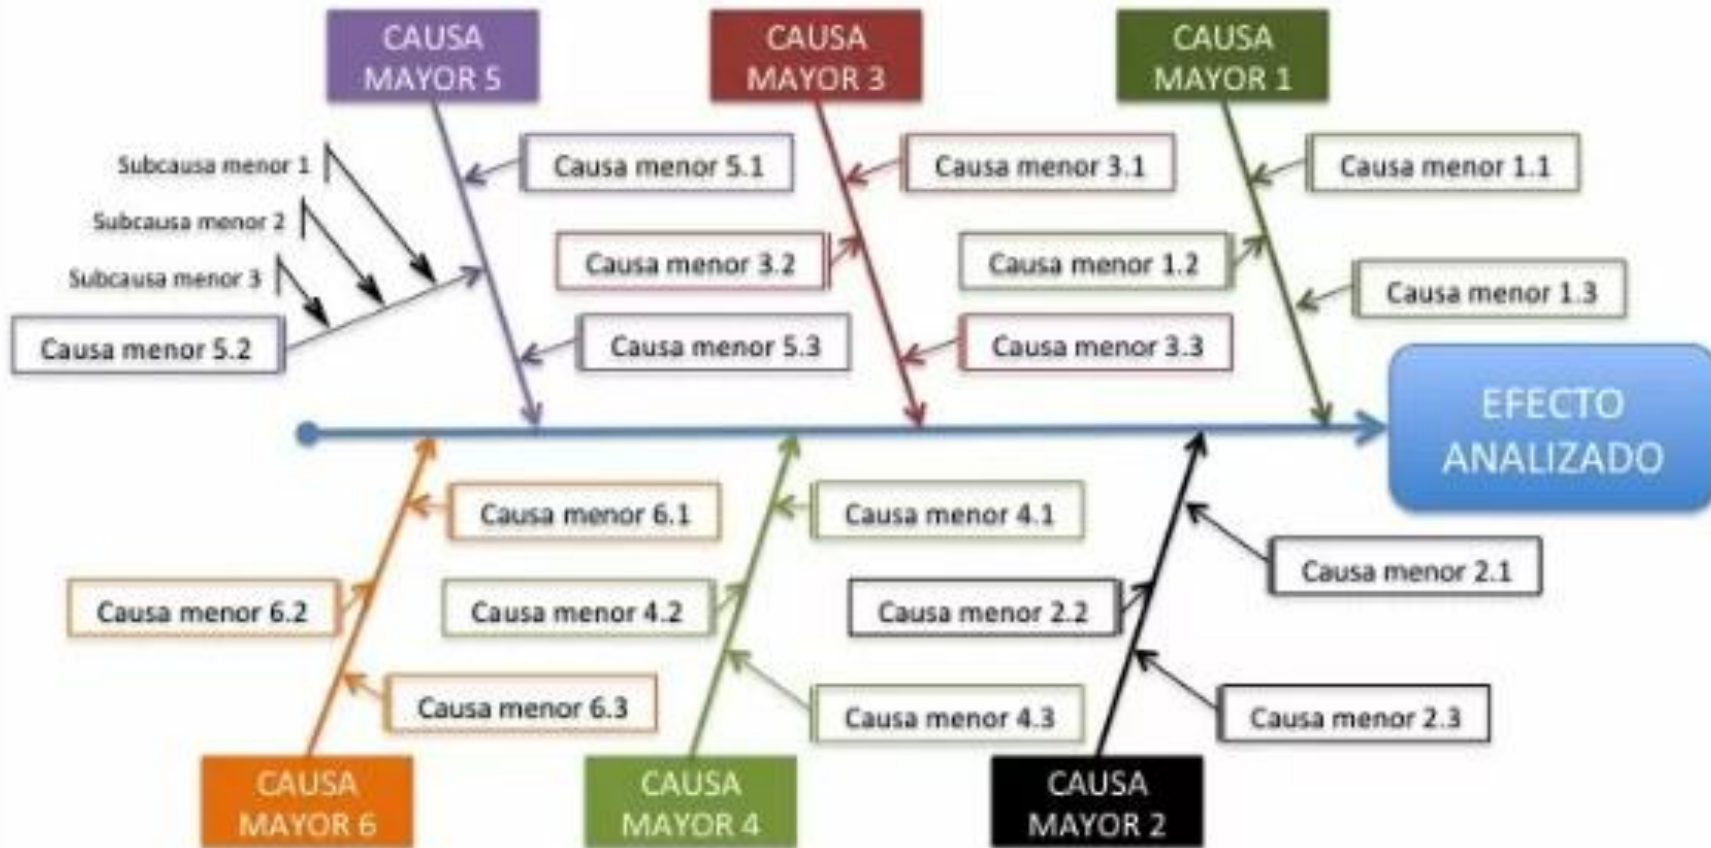 CAUSA
MAYOR 5
CAUSA
MAYOR 3
CAUSA
MAYOR 1
Subcausa menor 1
Causa menor 5.1
Causa menor 3.1
Causa menor 1.1
Subcausa menor 2
Subcausa menor 3
Causa menor 3.2
Causa menor 1.2
Causa menor 1.3
Causa menor 5.2
Causa menor 5.3
Causa menor 3.3
EFECTO
ANALIZADO
Causa menor 6.1
Causa menor 4.1
Causa menor 2.1
Causa menor 6.2
Causa menor 4.2
Causa menor 2.2
Causa menor 6.3
Causa menor 4.3
Causa menor 2.3
CAUSA
MAYOR 6
CAUSA
MAYOR 4
CAUSA
MAYOR 2